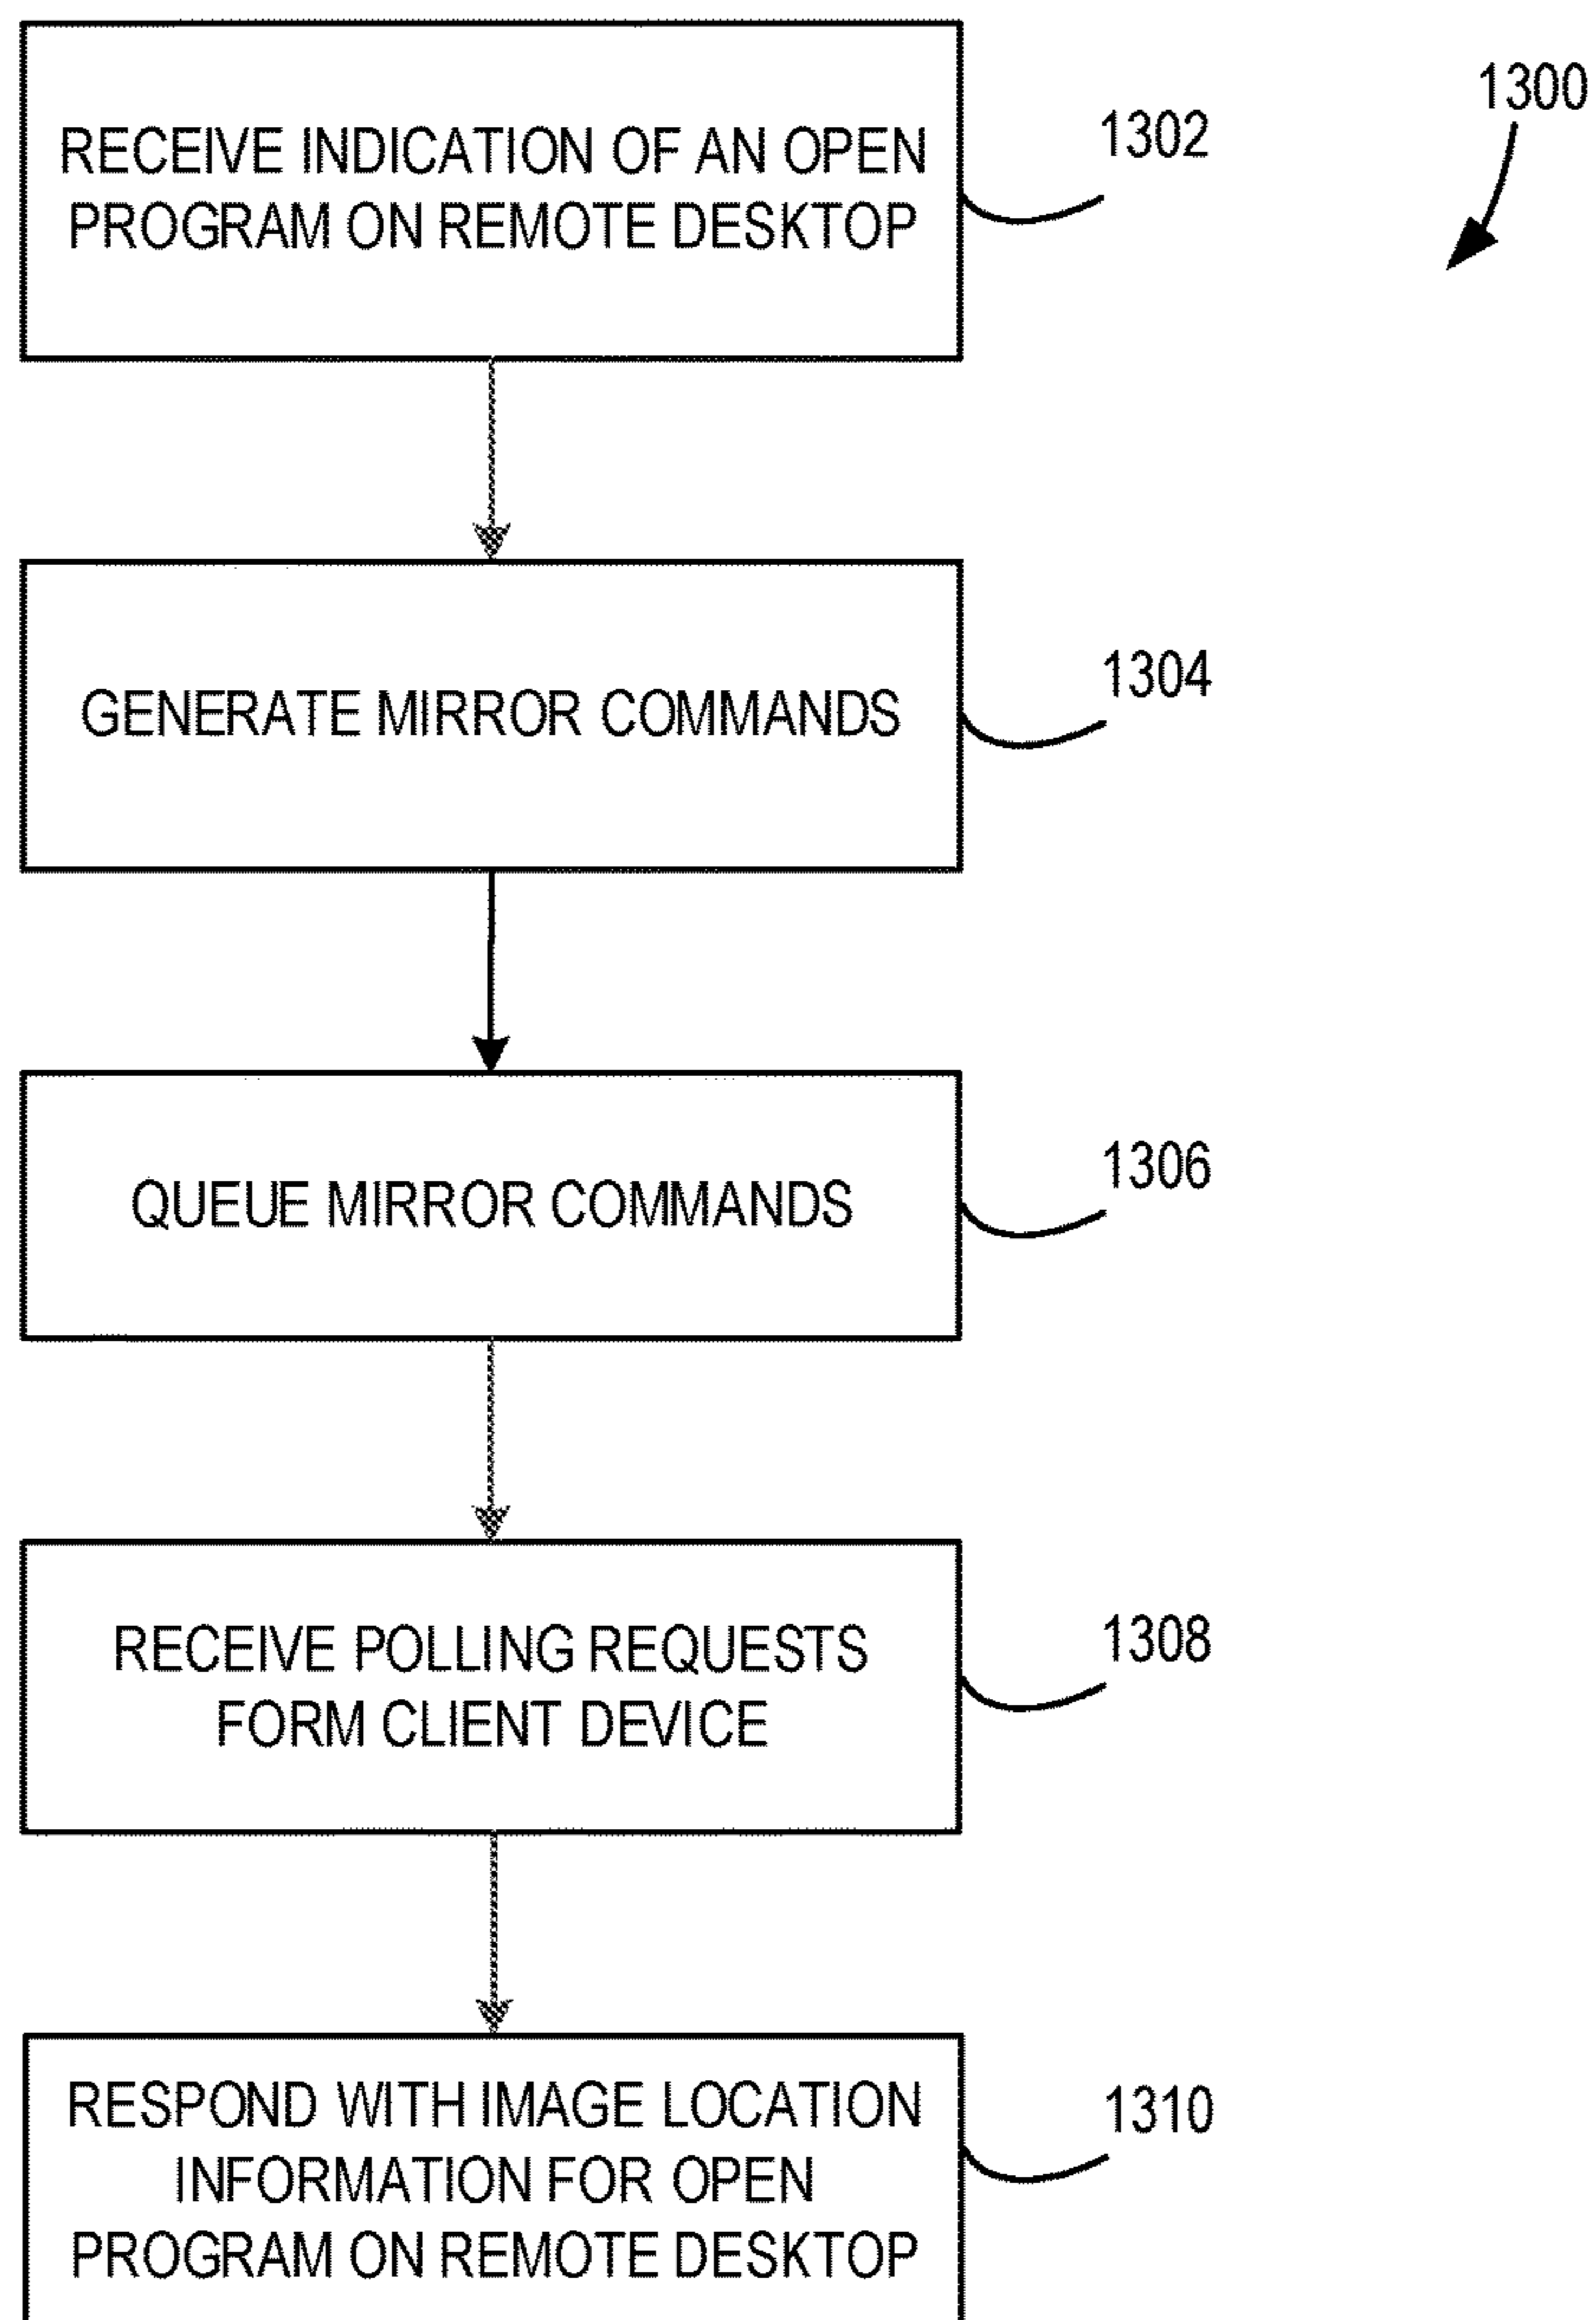 1300
RECEIVE INDICATION OF AN OPEN
PROGRAM ON REMOTE DESKTOP
1302
GENERATE MIRROR COMMANDS
1304
QUEUE MIRROR COMMANDS
1306
RECEIVE POLLING REQUESTS
FORM CLIENT DEVICE
1308
RESPOND WITH IMAGE LOCATION
INFORMATION FOR OPEN
PROGRAM ON REMOTE DESKTOP
1310